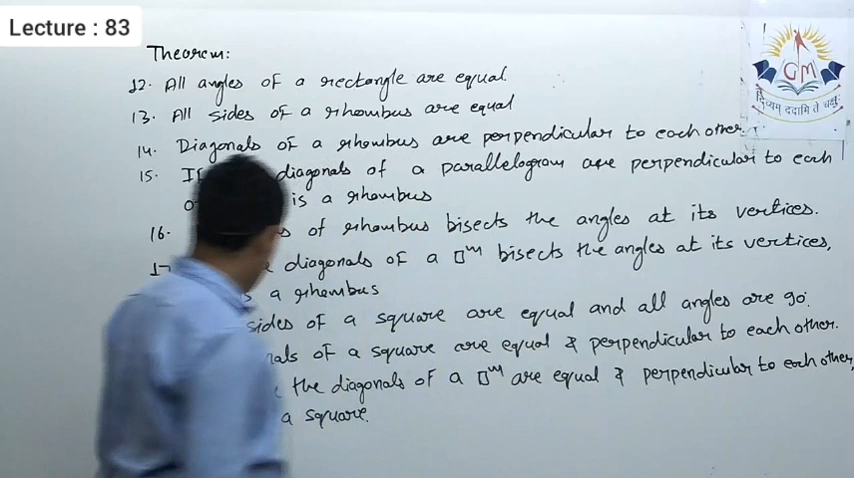 Lecture : 83
Theorem:
12. All angles of a rectangle are equal.
13. All sides of a rhombus are equal
14. Diagonals of a rhombus are perpendicular to each other.
15. If diagonals of a parallelogram are perpendicular to each
is a rhombus
16. of rhombus bisects the angles at its vertices.
diagonals of a □ᵐ bisects the angles at its vertices,
a rhombus
sides of a square are equal and all angles are 90°.
of a square are equal & perpendicular to each other.
the diagonals of a □ᵐ are equal & perpendicular to each other,
a square.
GM
दिव्यम ददामि ते चक्षुः